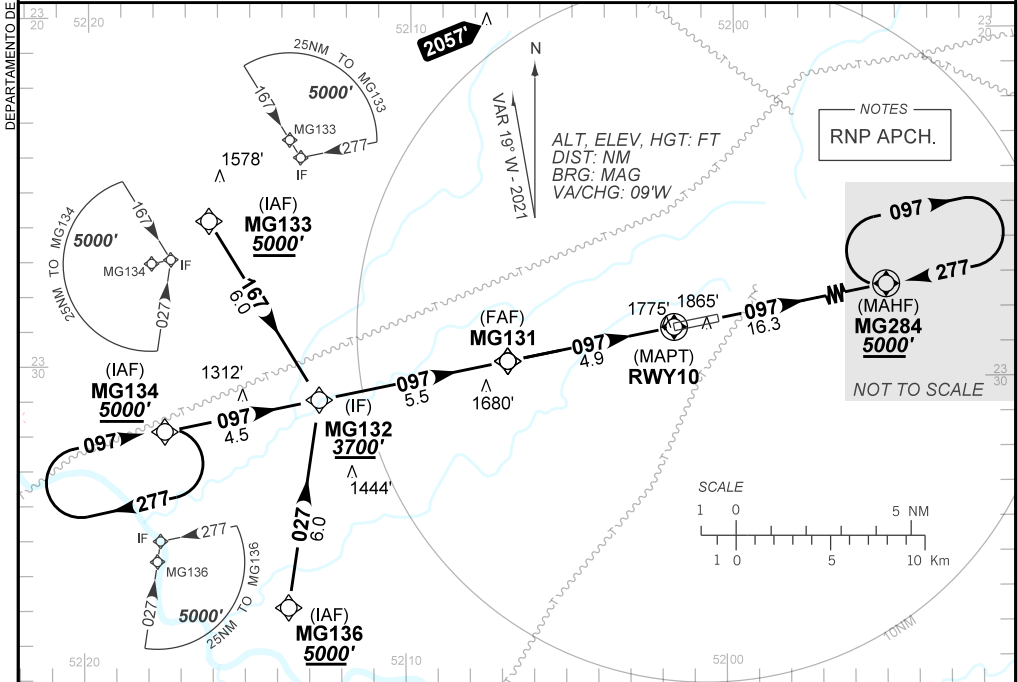 DEPARTAMENTO DE
23
20
52 20
52 10
52 00
23
20
2057'
25NM TO MG133
5000'
167
MG133
277
IF
N
VAR 19° W - 2021
ALT, ELEV, HGT: FT
DIST: NM
BRG: MAG
VA/CHG: 09'W
NOTES
RNP APCH.
1578'
(IAF)
MG133
5000'
167
6.0
25NM TO MG134
5000'
167
MG134
IF
027
097
277
(MAHF)
MG284
5000'
NOT TO SCALE
1775'
1865'
097
16.3
(MAPT)
RWY10
(FAF)
MG131
097
4.9
1680'
23
30
23
30
(IAF)
MG134
5000'
1312'
097
4.5
097
277
(IF)
MG132
3700'
097
5.5
1444'
027
6.0
(IAF)
MG136
5000'
IF
277
MG136
027
5000'
25NM TO MG136
SCALE
1 0 5 NM
1 0 5 10 Km
10NM
52 20
52 10
52 00